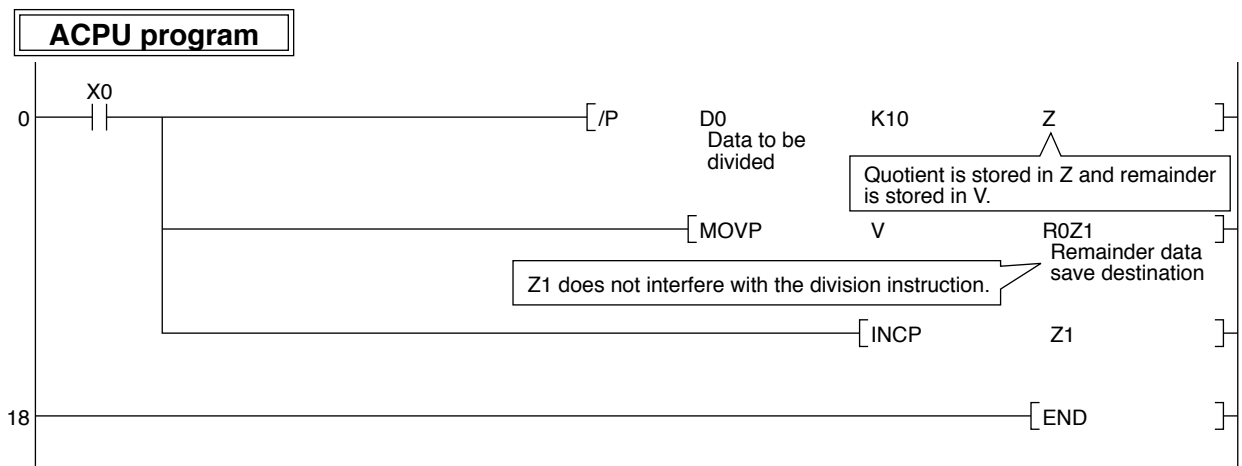 ACPU program
X0
0
/P D0 K10 Z
Data to be
divided
Quotient is stored in Z and remainder
is stored in V.
MOVP V R0Z1
Remainder data
save destination
Z1 does not interfere with the division instruction.
INCP Z1
18
END